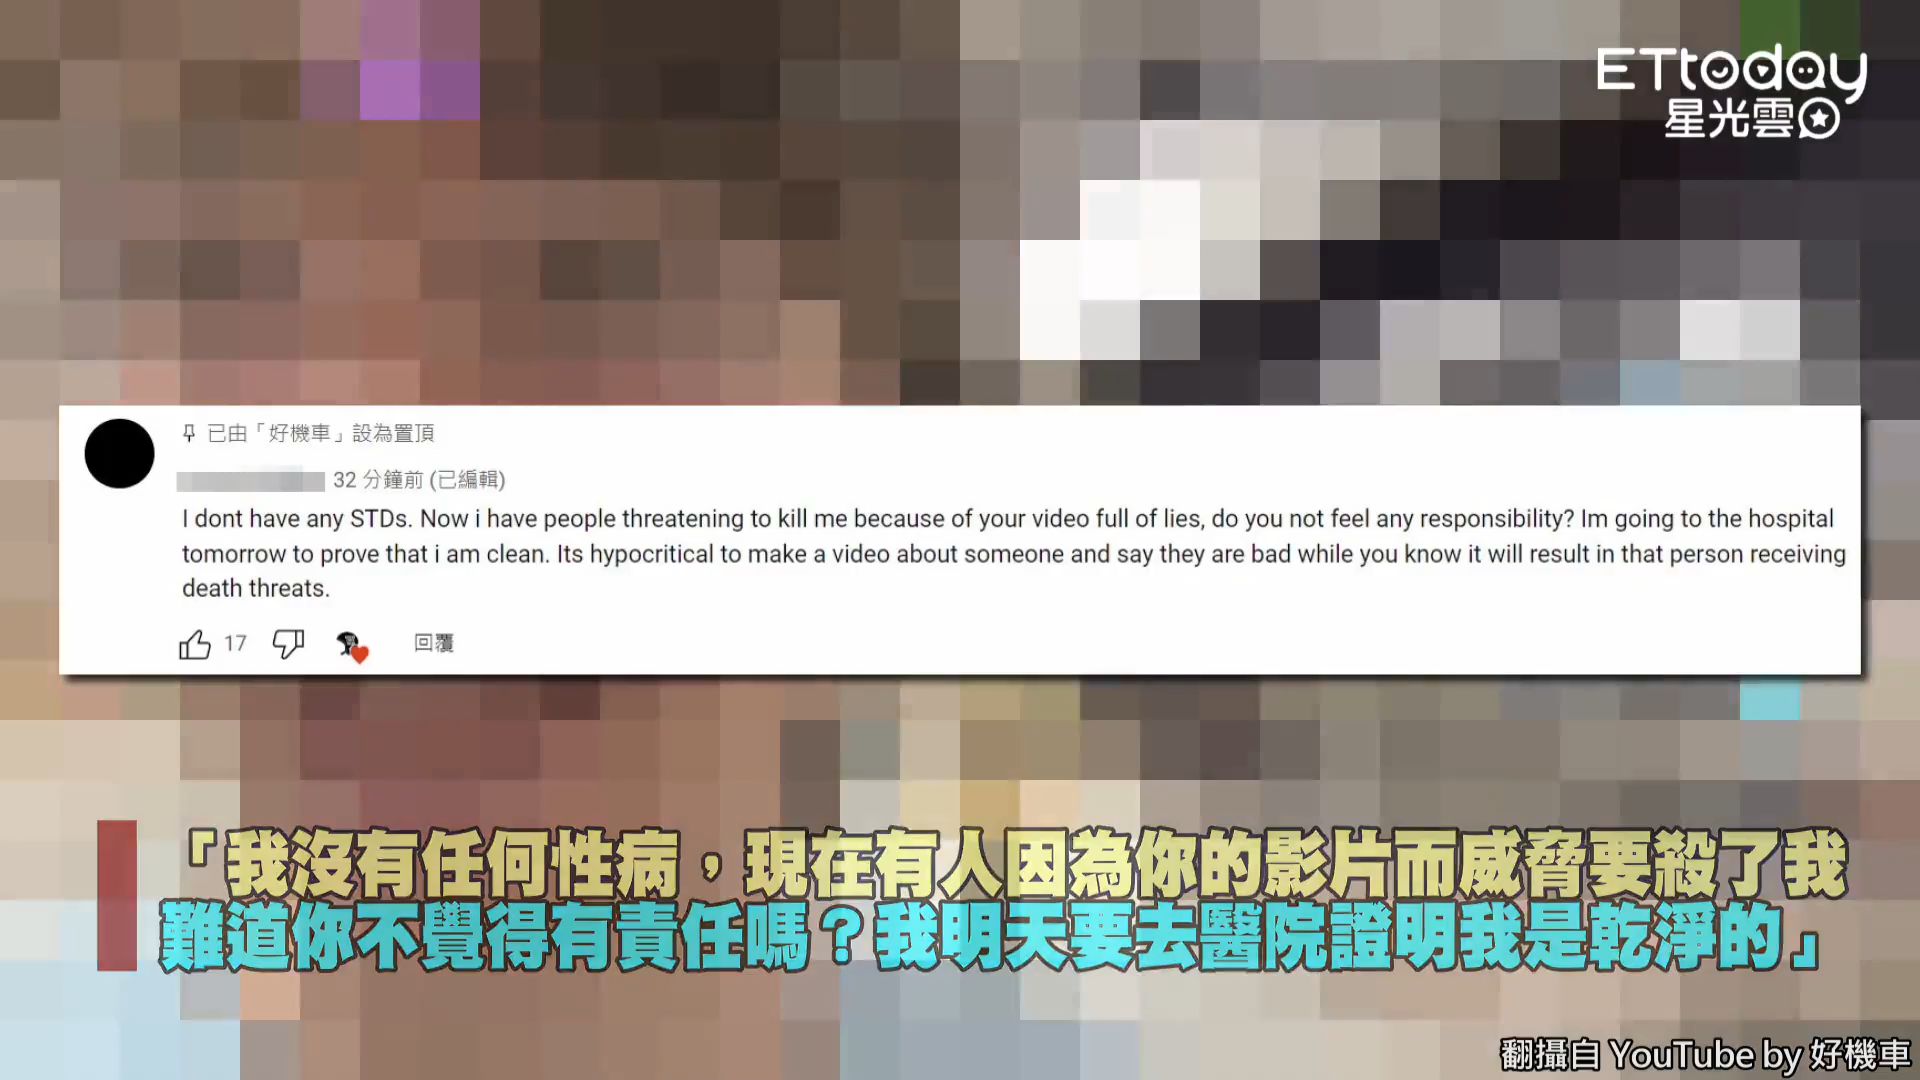 ETtoday
星光雲
已由「好機車」設為置頂
32 分鐘前 (已編輯)
I dont have any STDs. Now i have people threatening to kill me because of your video full of lies, do you not feel any responsibility? Im going to the hospital
tomorrow to prove that i am clean. Its hypocritical to make a video about someone and say they are bad while you know it will result in that person receiving
death threats.
17
回覆
「我沒有任何性病，現在有人因為你的影片而威脅要殺了我
難道你不覺得有責任嗎？我明天要去醫院證明我是乾淨的」
翻攝自 YouTube by 好機車